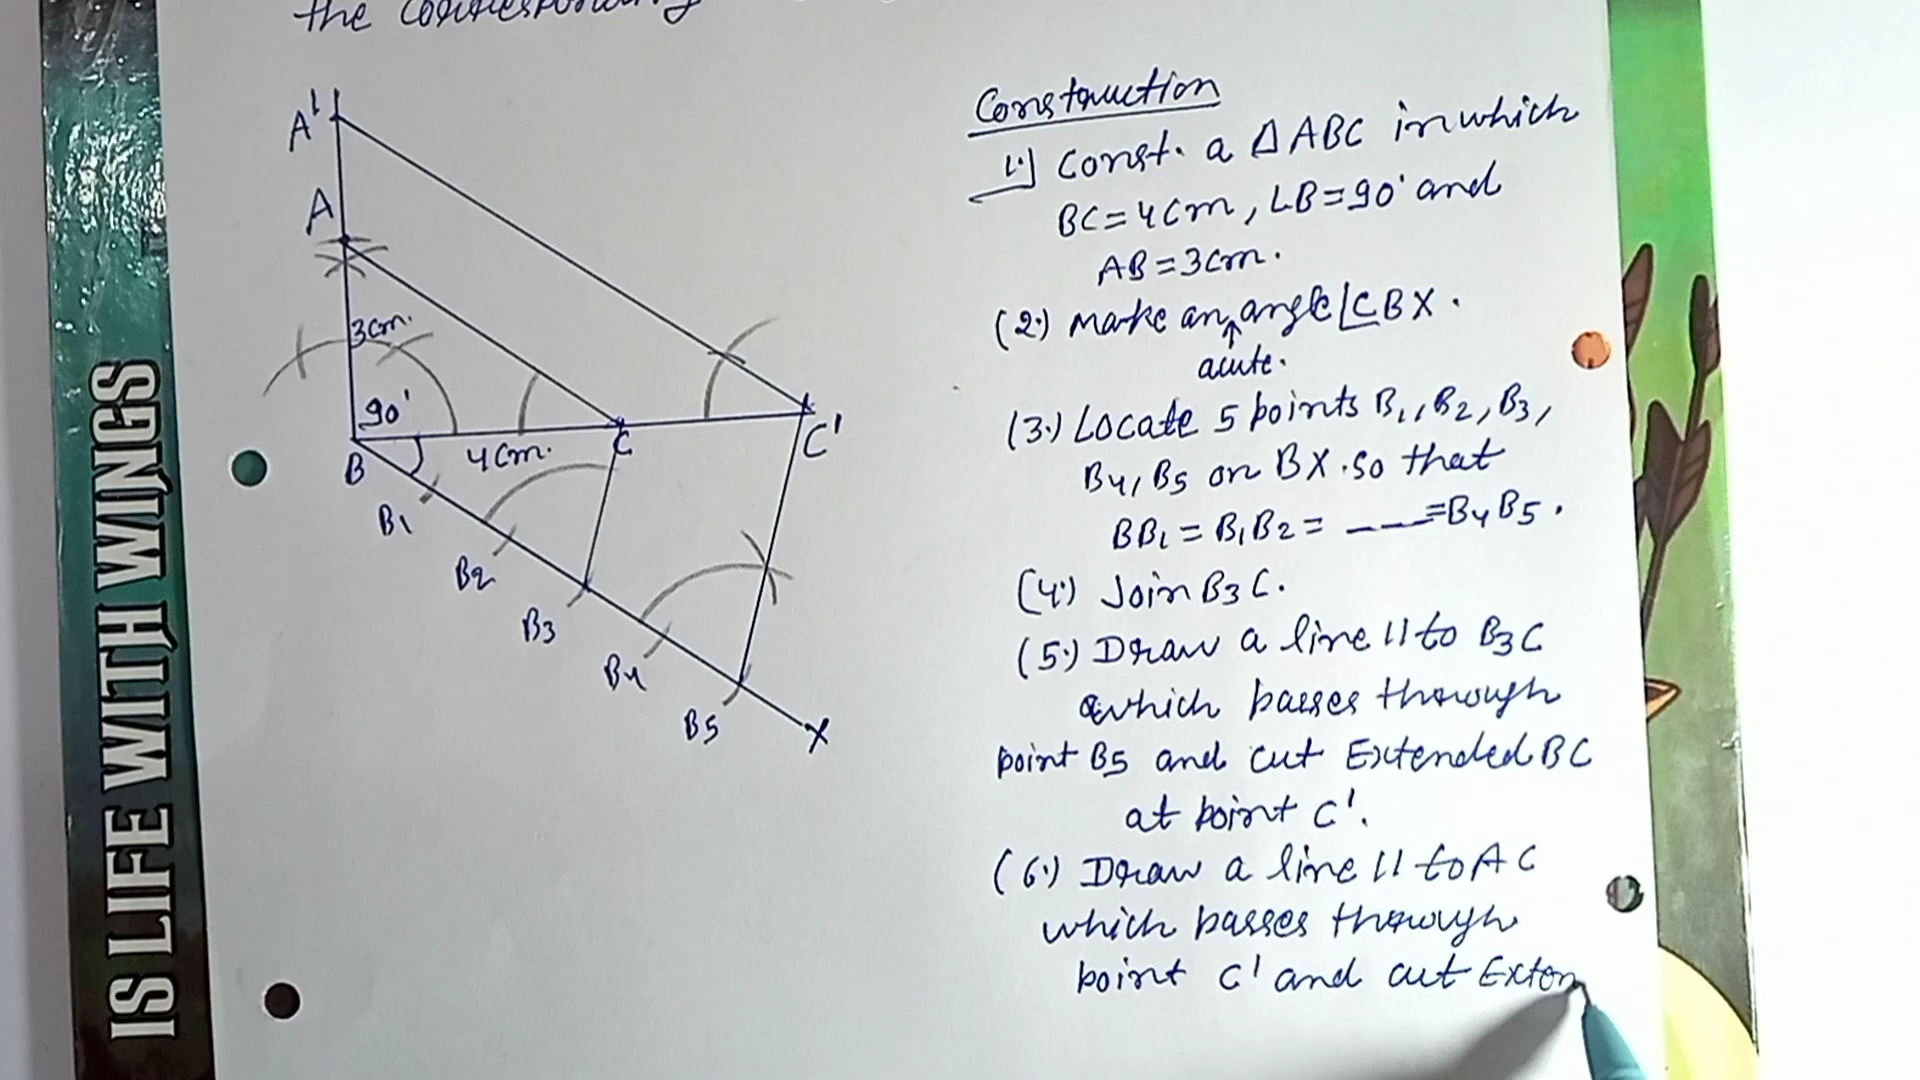 the corresponding
A'
A
3cm.
90°
B
4cm.
C
C'
B1
B2
B3
B4
B5
X
Construction
1.) Const. a △ABC in which
BC=4cm, ∠B=90° and
AB=3cm.
(2.) Make an angle ∠CBX.
acute.
(3.) Locate 5 points B1, B2, B3,
B4, B5 on BX. so that
BB1 = B1B2 = ---=B4B5.
(4.) Join B3C.
(5.) Draw a line || to B3C
which passes through
point B5 and cut Extended BC
at point C'.
(6.) Draw a line || to AC
which passes through
point C' and cut Exten
IS LIFE WITH WINGS